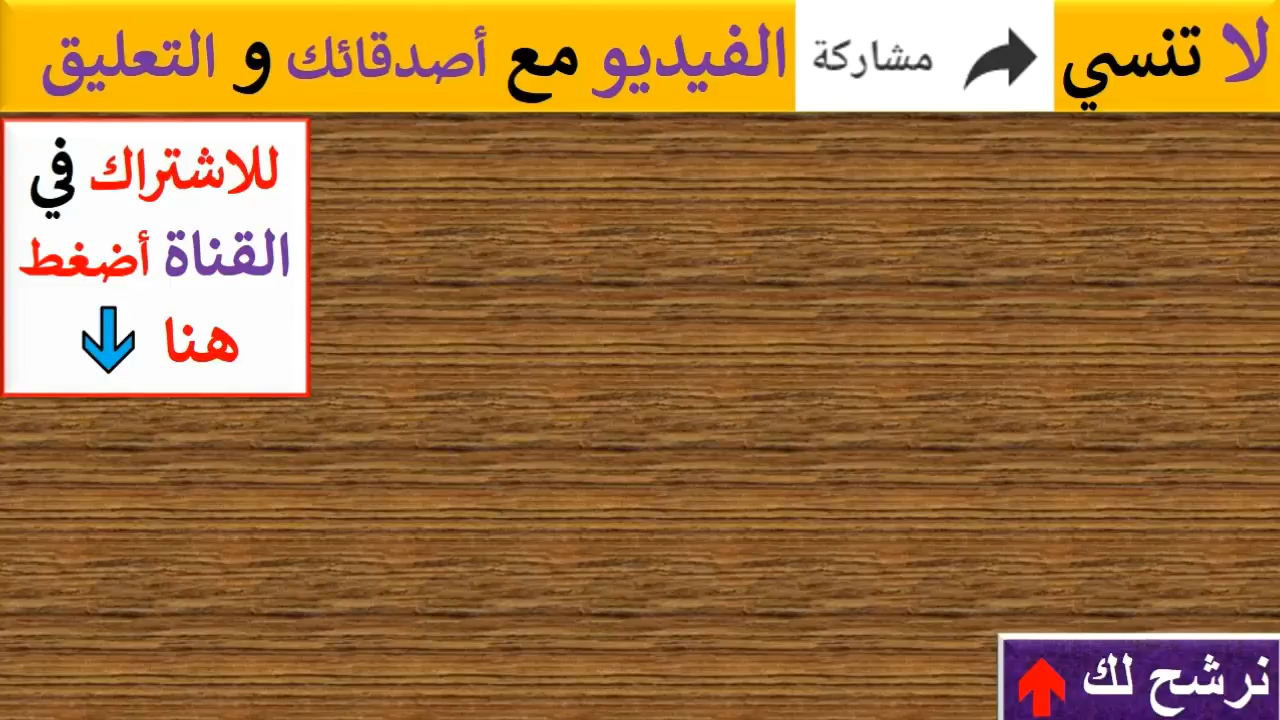 لا تنسي مشاركة الفيديو مع أصدقائك و التعليق
للاشتراك في
القناة أضغط
هنا
نرشح لك